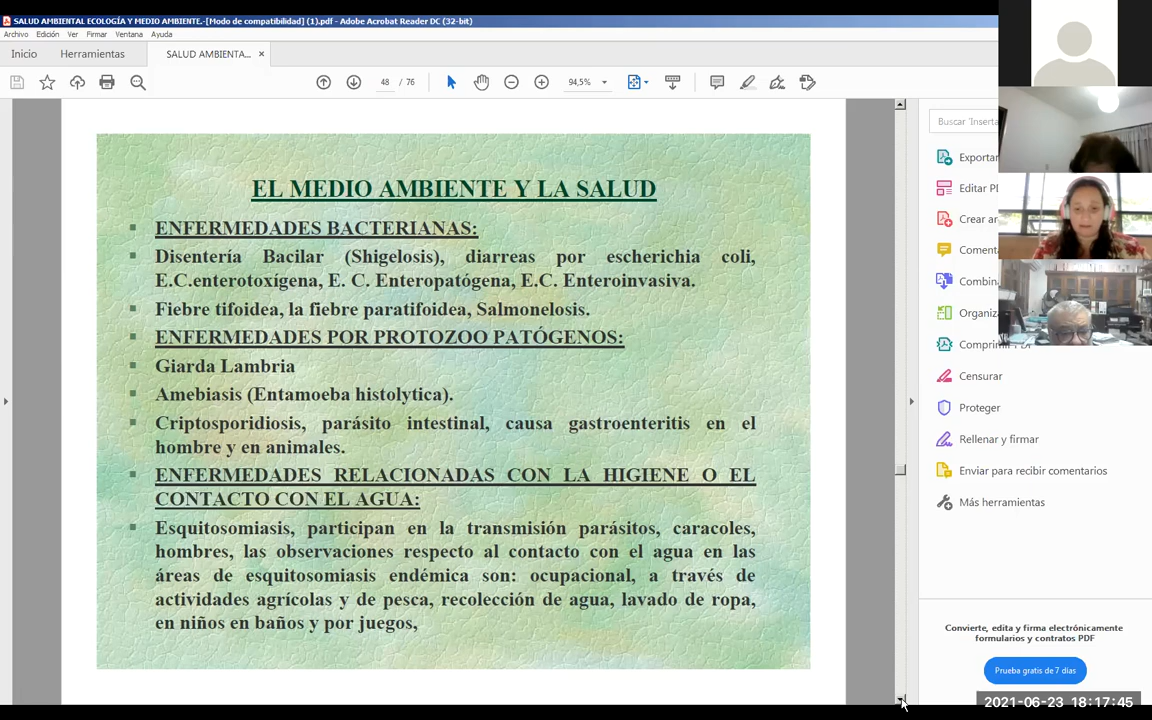 SALUD AMBIENTAL ECOLOGÍA Y MEDIO AMBIENTE.-[Modo de compatibilidad] (1).pdf - Adobe Acrobat Reader DC (32-bit)
Archivo Edición Ver Firmar Ventana Ayuda
Inicio Herramientas SALUD AMBIENTA... ×
48 / 76 94,5%
Buscar 'Inserta
EL MEDIO AMBIENTE Y LA SALUD
ENFERMEDADES BACTERIANAS:
Disentería Bacilar (Shigelosis), diarreas por escherichia coli,
E.C.enterotoxígena, E. C. Enteropatógena, E.C. Enteroinvasiva.
Fiebre tifoidea, la fiebre paratifoidea, Salmonelosis.
ENFERMEDADES POR PROTOZOO PATÓGENOS:
Giarda Lambria
Amebiasis (Entamoeba histolytica).
Criptosporidiosis, parásito intestinal, causa gastroenteritis en el
hombre y en animales.
ENFERMEDADES RELACIONADAS CON LA HIGIENE O EL
CONTACTO CON EL AGUA:
Esquitosomiasis, participan en la transmisión parásitos, caracoles,
hombres, las observaciones respecto al contacto con el agua en las
áreas de esquitosomiasis endémica son: ocupacional, a través de
actividades agrícolas y de pesca, recolección de agua, lavado de ropa,
en niños en baños y por juegos,
Exportar
Editar PD
Crear ar
Comenta
Combina
Organiza
Comprimir PDF
Censurar
Proteger
Rellenar y firmar
Enviar para recibir comentarios
Más herramientas
Convierte, edita y firma electrónicamente
formularios y contratos PDF
Prueba gratis de 7 días
2021-06-23 18:17:45